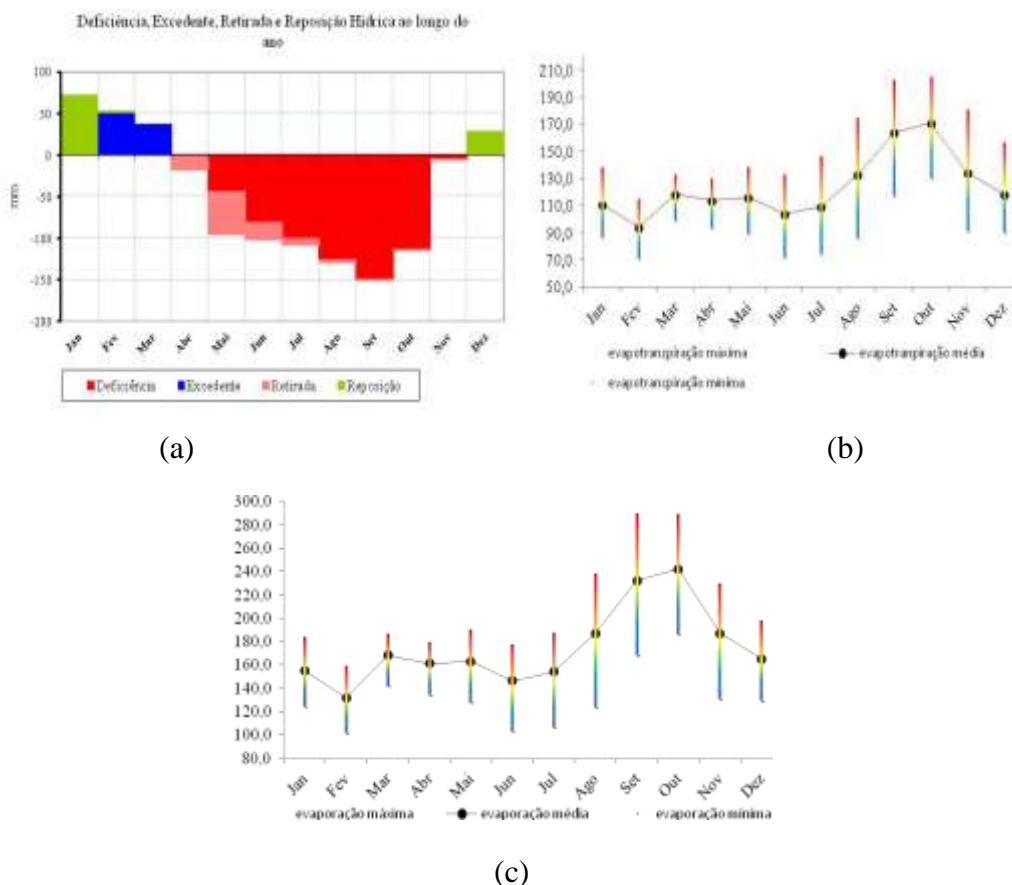 Deficiência, Excedente, Retirada e Reposição Hídrica ao longo do
ano
100
50
0
-50
-100
-150
-200
mm
Jan Fev Mar Abr Mai Jun Jul Ago Set Out Nov Dez
Deficiência Excedente Retirada Reposição
(a)
210,0
190,0
170,0
150,0
130,0
110,0
90,0
70,0
50,0
Jan Fev Mar Abr Mai Jun Jul Ago Set Out Nov Dez
evapotranspiração máxima evapotranspiração média
evapotranspiração mínima
(b)
300,0
280,0
260,0
240,0
220,0
200,0
180,0
160,0
140,0
120,0
100,0
80,0
Jan Fev Mar Abr Mai Jun Jul Ago Set Out Nov Dez
evaporação máxima evaporação média evaporação mínima
(c)